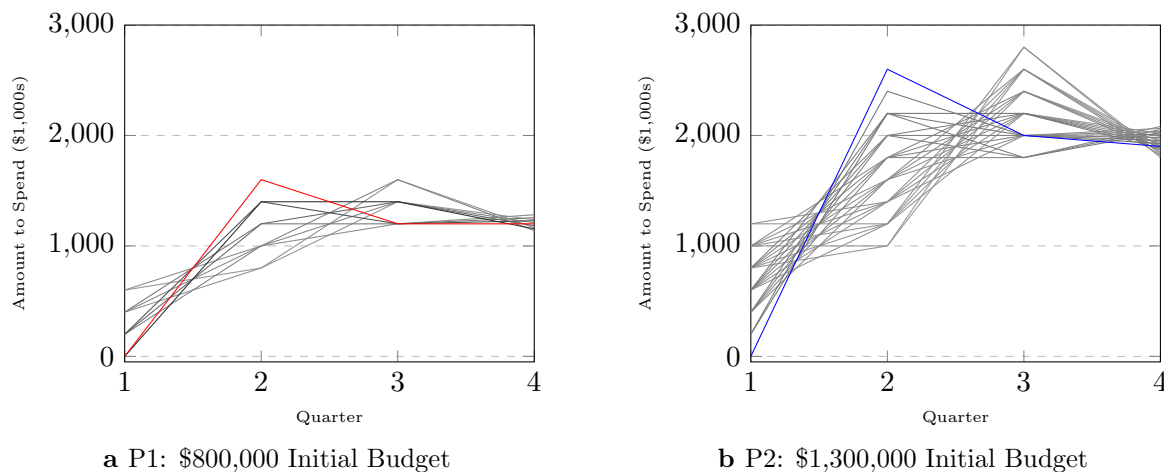 3,000
2,000
1,000
0
1 2 3 4
Amount to Spend ($1,000s)
Quarter
a P1: $800,000 Initial Budget
3,000
2,000
1,000
0
1 2 3 4
Amount to Spend ($1,000s)
Quarter
b P2: $1,300,000 Initial Budget